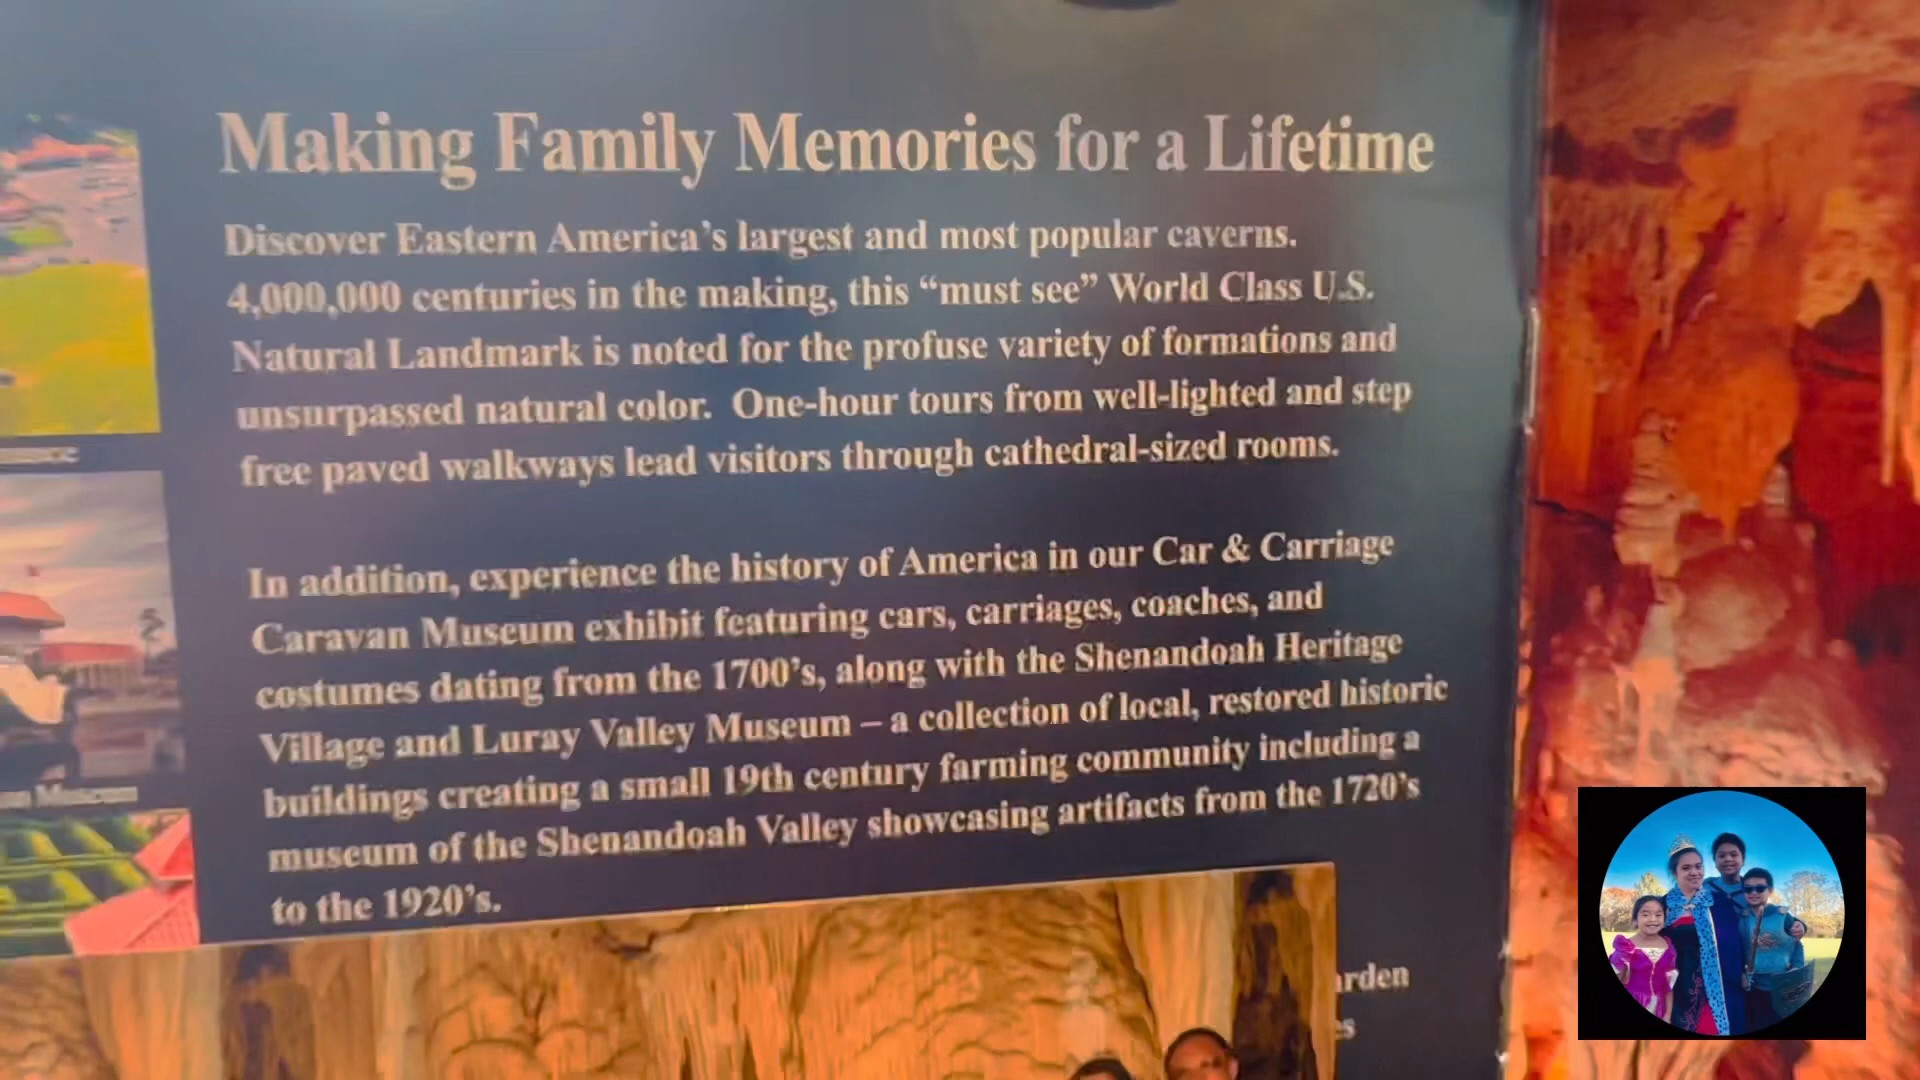 Making Family Memories for a Lifetime
Discover Eastern America's largest and most popular caverns.
4,000,000 centuries in the making, this “must see” World Class U.S.
Natural Landmark is noted for the profuse variety of formations and
unsurpassed natural color. One-hour tours from well-lighted and step
free paved walkways lead visitors through cathedral-sized rooms.
In addition, experience the history of America in our Car & Carriage
Caravan Museum exhibit featuring cars, carriages, coaches, and
costumes dating from the 1700's, along with the Shenandoah Heritage
Village and Luray Valley Museum – a collection of local, restored historic
buildings creating a small 19th century farming community including a
museum of the Shenandoah Valley showcasing artifacts from the 1720's
to the 1920's.
Museum